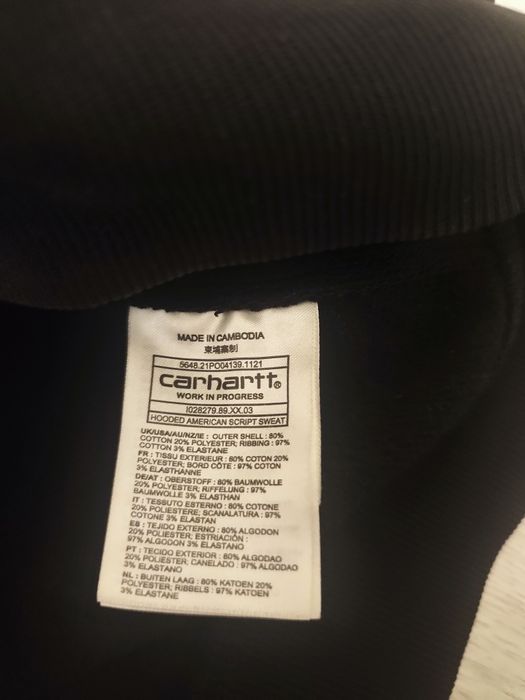 MADE IN CAMBODIA
柬埔寨制
5648.21PO04139.1121
carhartt®
WORK IN PROGRESS
I028279.89.XX.03
HOODED AMERICAN SCRIPT SWEAT
UK/USA/AU/NZ/IE : OUTER SHELL : 80%
COTTON 20% POLYESTER; RIBBING : 97%
COTTON 3% ELASTANE
FR : TISSU EXTERIEUR : 80% COTON 20%
POLYESTER; BORD CÔTE : 97% COTON
3% ELASTHANNE
DE/AT : OBERSTOFF : 80% BAUMWOLLE
20% POLYESTER; RIFFELUNG : 97%
BAUMWOLLE 3% ELASTHAN
IT : TESSUTO ESTERNO : 80% COTONE
20% POLIESTERE; SCANALATURA : 97%
COTONE 3% ELASTAN
ES : TEJIDO EXTERNO : 80% ALGODON
20% POLIESTER; ESTRIACIÓN :
97% ALGODON 3% ELASTANO
PT : TECIDO EXTERIOR : 80% ALGODAO
20% POLIESTER; CANELADO : 97% ALGODAO
3% ELASTANO
NL : BUITEN LAAG : 80% KATOEN 20%
POLYESTER; RIBBELS : 97% KATOEN
3% ELASTANE